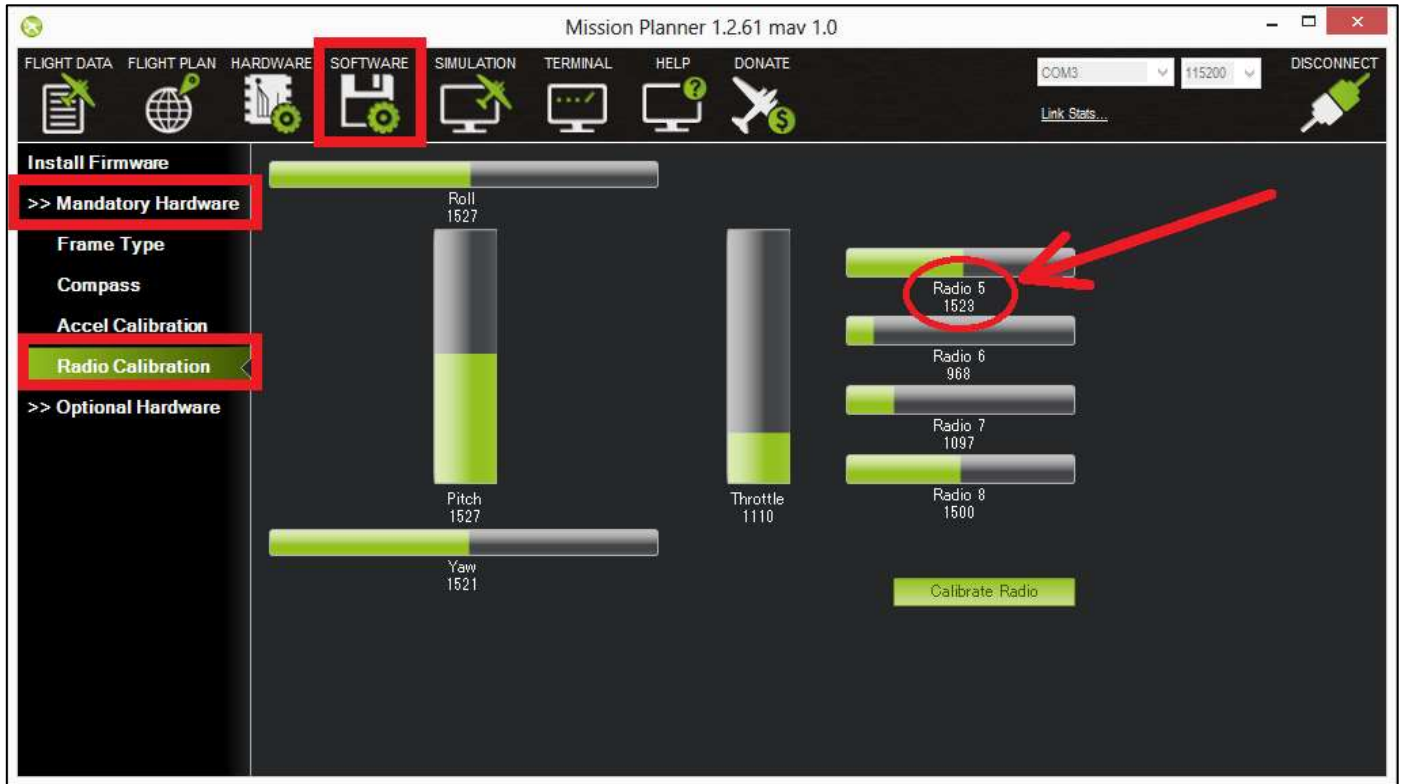 Mission Planner 1.2.61 mav 1.0
FLIGHT DATA FLIGHT PLAN HARDWARE SOFTWARE SIMULATION TERMINAL HELP DONATE
COM3 115200 DISCONNECT
Link Stats...
Install Firmware
>> Mandatory Hardware
Frame Type
Compass
Accel Calibration
Radio Calibration
>> Optional Hardware
Roll
1527
Pitch
1527
Throttle
1110
Yaw
1521
Radio 5
1523
Radio 6
968
Radio 7
1097
Radio 8
1500
Calibrate Radio